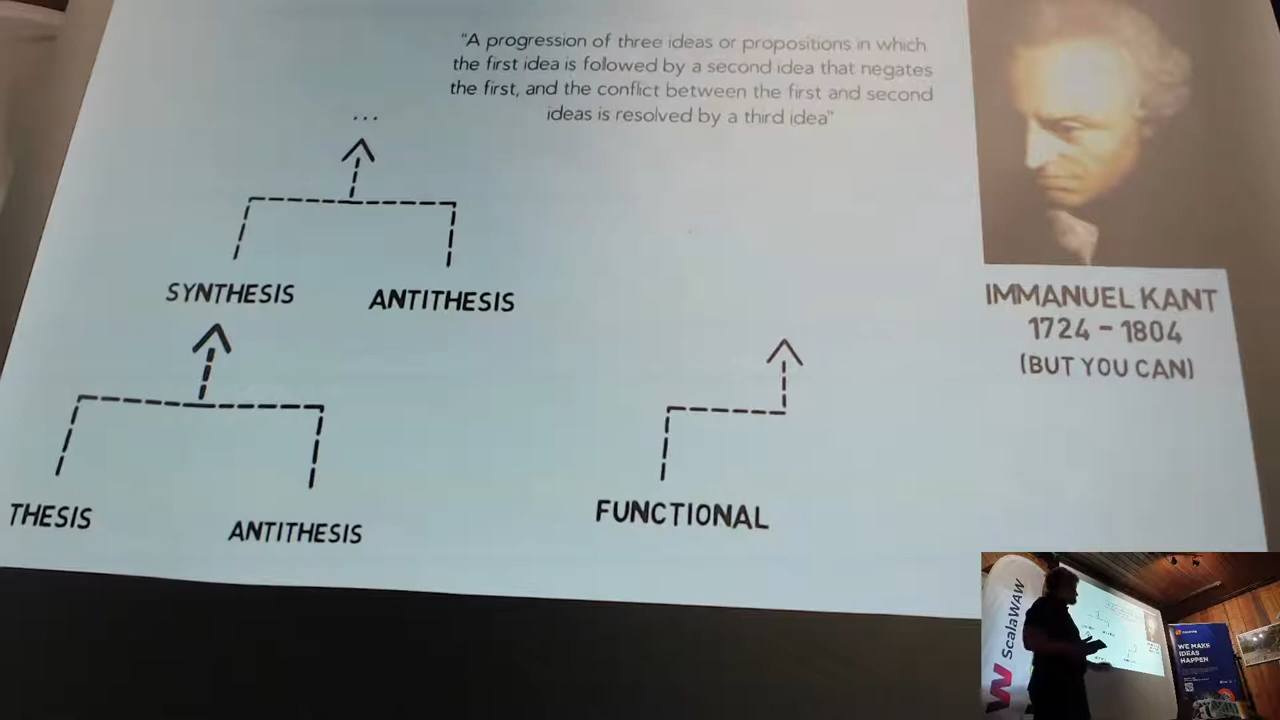 "A progression of three ideas or propositions in which
the first idea is followed by a second idea that negates
the first, and the conflict between the first and second
ideas is resolved by a third idea"
...
SYNTHESIS
ANTITHESIS
IMMANUEL KANT
1724 - 1804
(BUT YOU CAN)
THESIS
ANTITHESIS
FUNCTIONAL
ScalaWAW
WE MAKE
IDEAS
HAPPEN